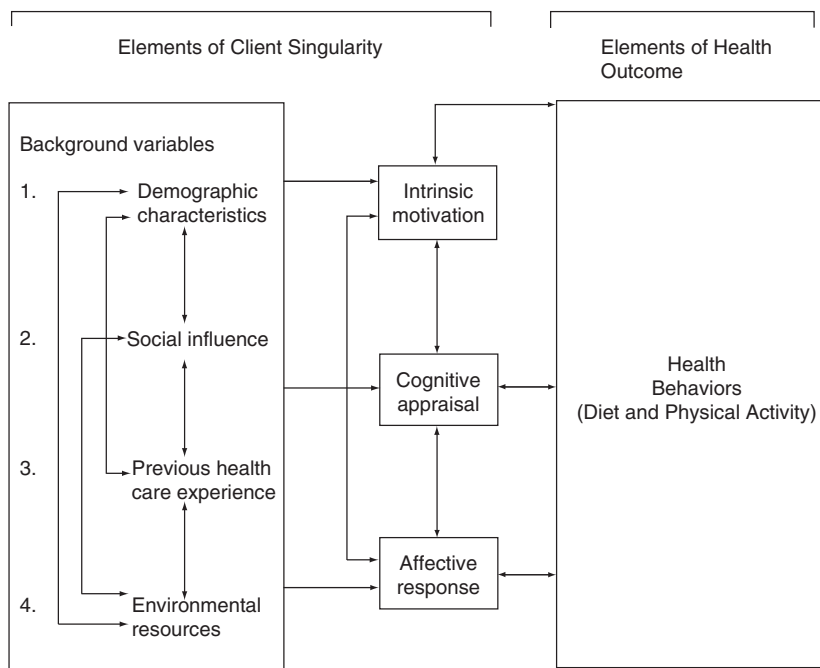 Elements of Client Singularity
Elements of Health
Outcome
Background variables
1.
Demographic
characteristics
2.
Social influence
3.
Previous health
care experience
4.
Environmental
resources
Intrinsic
motivation
Cognitive
appraisal
Affective
response
Health
Behaviors
(Diet and Physical Activity)